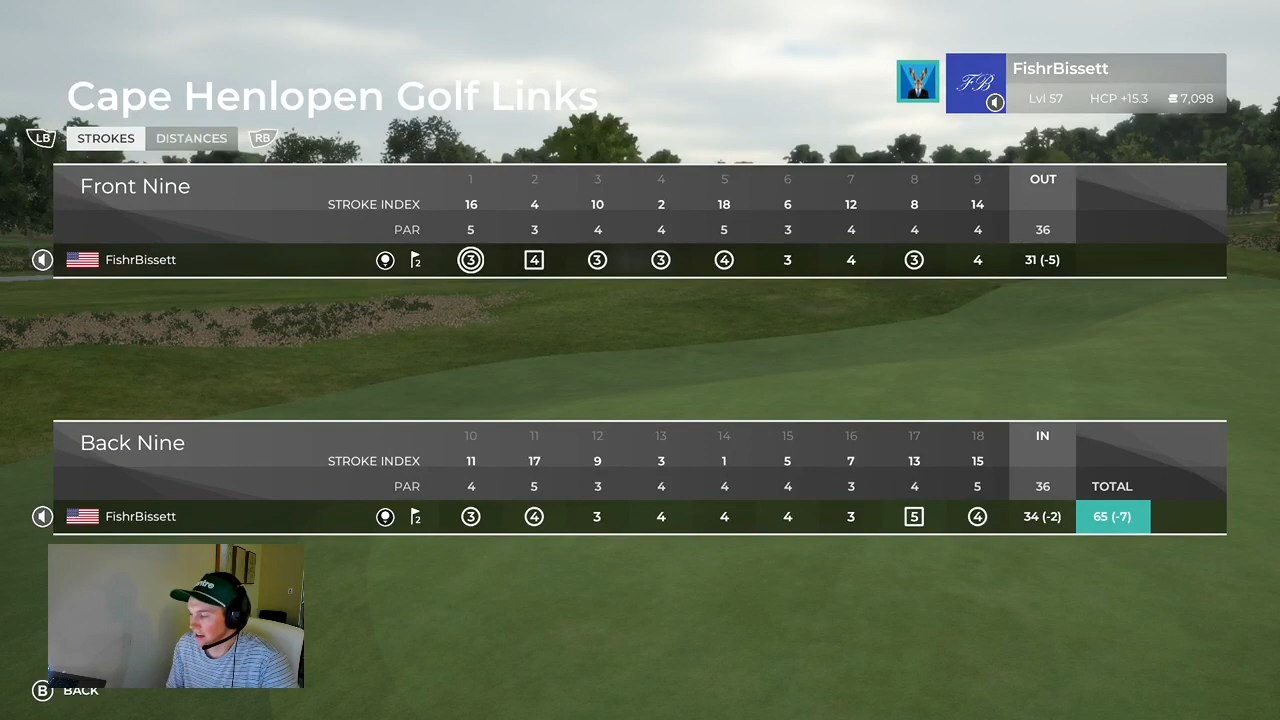 Cape Henlopen Golf Links
FB
FishrBissett
Lvl 57 HCP +15.3 7,098
LB STROKES DISTANCES RB
Front Nine
1 2 3 4 5 6 7 8 9 OUT
STROKE INDEX 16 4 10 2 18 6 12 8 14
PAR 5 3 4 4 5 3 4 4 4 36
FishrBissett 2 3 4 3 3 4 3 4 3 4 31 (-5)
Back Nine
10 11 12 13 14 15 16 17 18 IN
STROKE INDEX 11 17 9 3 1 5 7 13 15
PAR 4 5 3 4 4 4 3 4 5 36 TOTAL
FishrBissett 2 3 4 3 4 4 4 3 5 4 34 (-2) 65 (-7)
B BACK